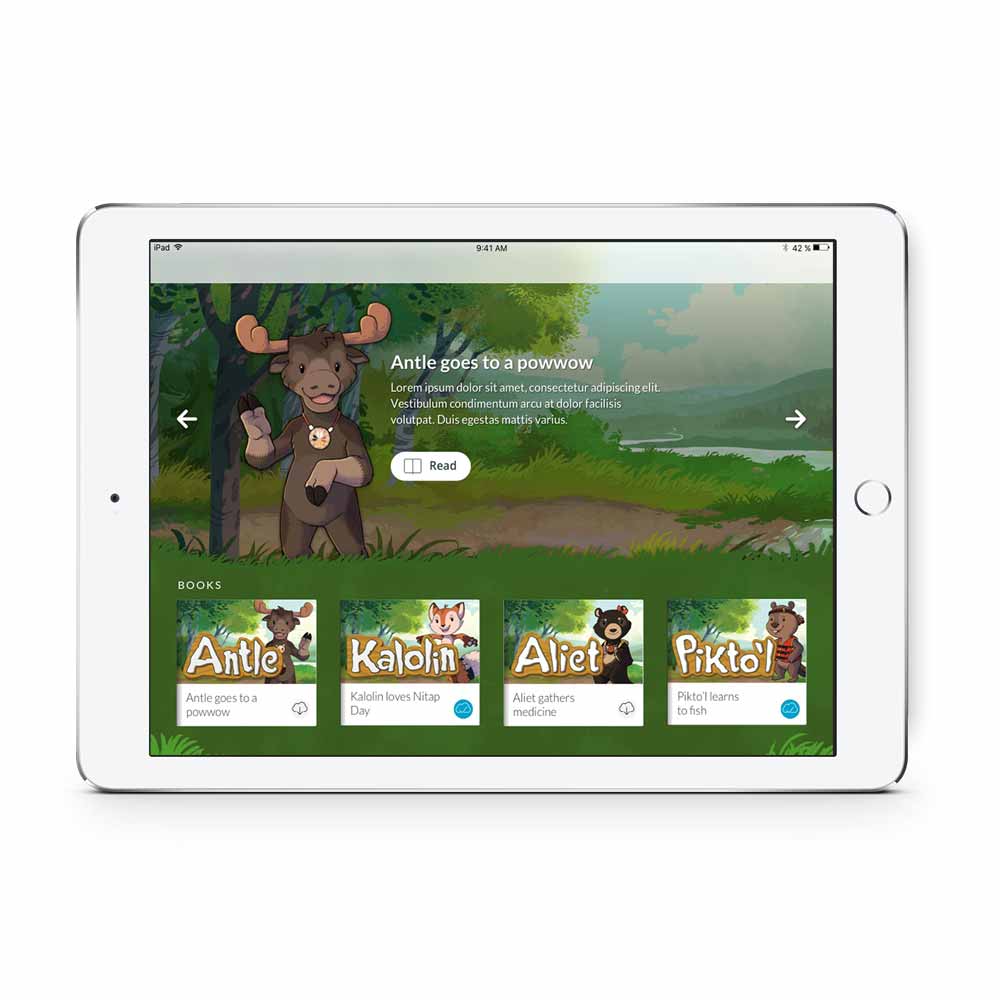 iPad 9:41 AM 42 %
Antle goes to a powwow
Lorem ipsum dolor sit amet, consectetur adipiscing elit.
Vestibulum condimentum arcu at dolor facilisis
volutpat. Duis egestas mattis varius.
Read
BOOKS
Antle
Antle goes to a
powwow
Kalolin
Kalolin loves Nitap
Day
Aliet
Aliet gathers
medicine
Pikto'l
Pikto'l learns
to fish